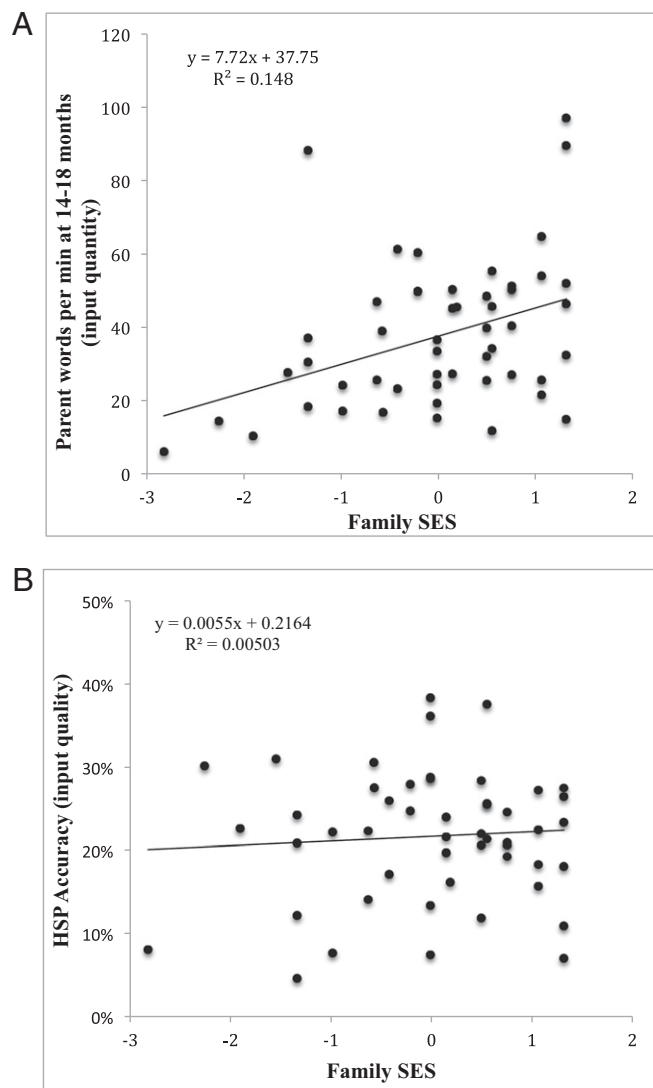 A
120
100
80
60
40
20
0
y = 7.72x + 37.75
R² = 0.148
Parent words per min at 14-18 months
(input quantity)
-3 -2 -1 0 1 2
Family SES
B
50%
40%
30%
20%
10%
0%
y = 0.0055x + 0.2164
R² = 0.00503
HSP Accuracy (input quality)
-3 -2 -1 0 1 2
Family SES